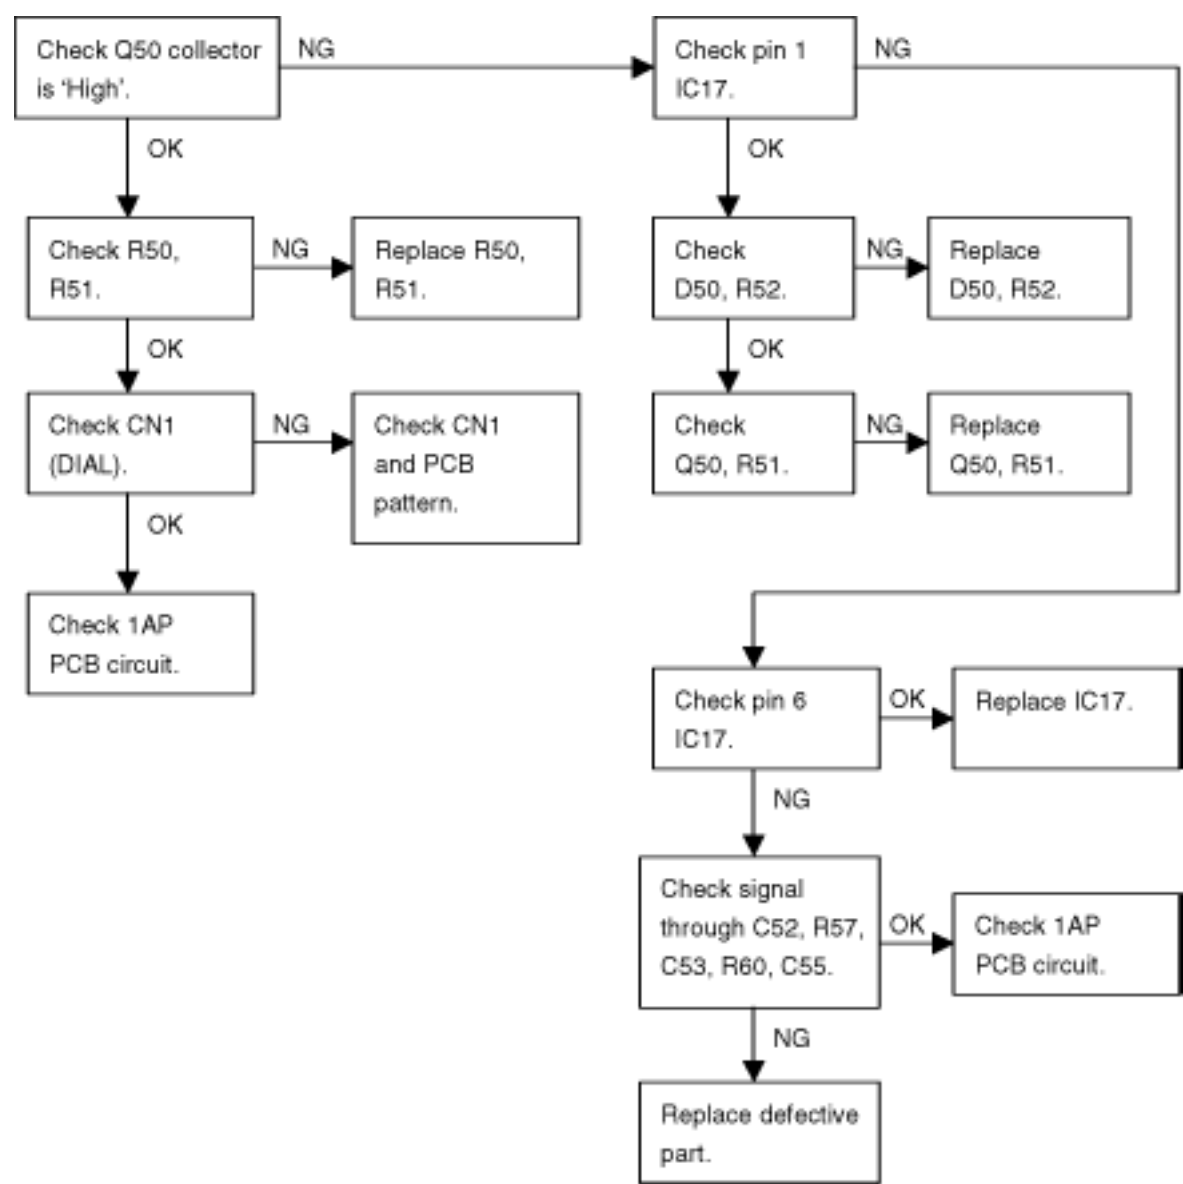 Check Q50 collector
is ‘High’.
NG
Check pin 1
IC17.
NG
OK
OK
Check R50,
R51.
NG
Replace R50,
R51.
Check
D50, R52.
NG
Replace
D50, R52.
OK
OK
Check CN1
(DIAL).
NG
Check CN1
and PCB
pattern.
Check
Q50, R51.
NG
Replace
Q50, R51.
OK
Check 1AP
PCB circuit.
Check pin 6
IC17.
OK
Replace IC17.
NG
Check signal
through C52, R57,
C53, R60, C55.
OK
Check 1AP
PCB circuit.
NG
Replace defective
part.